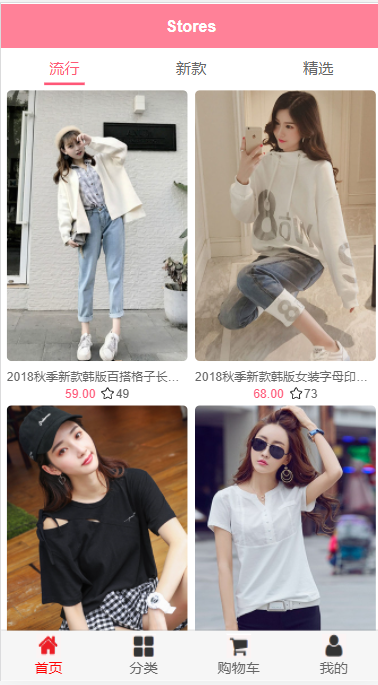 Stores
流行 新款 精选
2018秋季新款韩版百搭格子长…
59.00 49
2018秋季新款韩版女装字母印…
68.00 73
首页 分类 购物车 我的